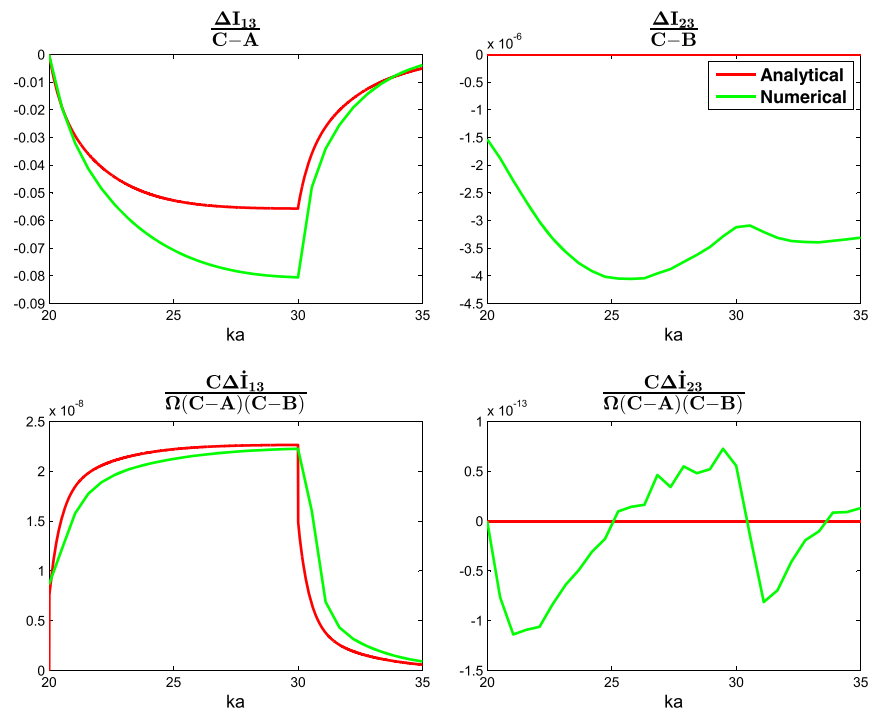 ΔI₁₃
C−A
0
-0.01
-0.02
-0.03
-0.04
-0.05
-0.06
-0.07
-0.08
-0.09
20 25 30 35
ka
ΔI₂₃
C−B
x 10⁻⁶
0
-0.5
-1
-1.5
-2
-2.5
-3
-3.5
-4
-4.5
20 25 30 35
ka
Analytical
Numerical
CΔİ₁₃
Ω(C−A)(C−B)
x 10⁻⁸
2.5
2
1.5
1
0.5
0
20 25 30 35
ka
CΔİ₂₃
Ω(C−A)(C−B)
x 10⁻¹³
1
0.5
0
-0.5
-1
-1.5
20 25 30 35
ka